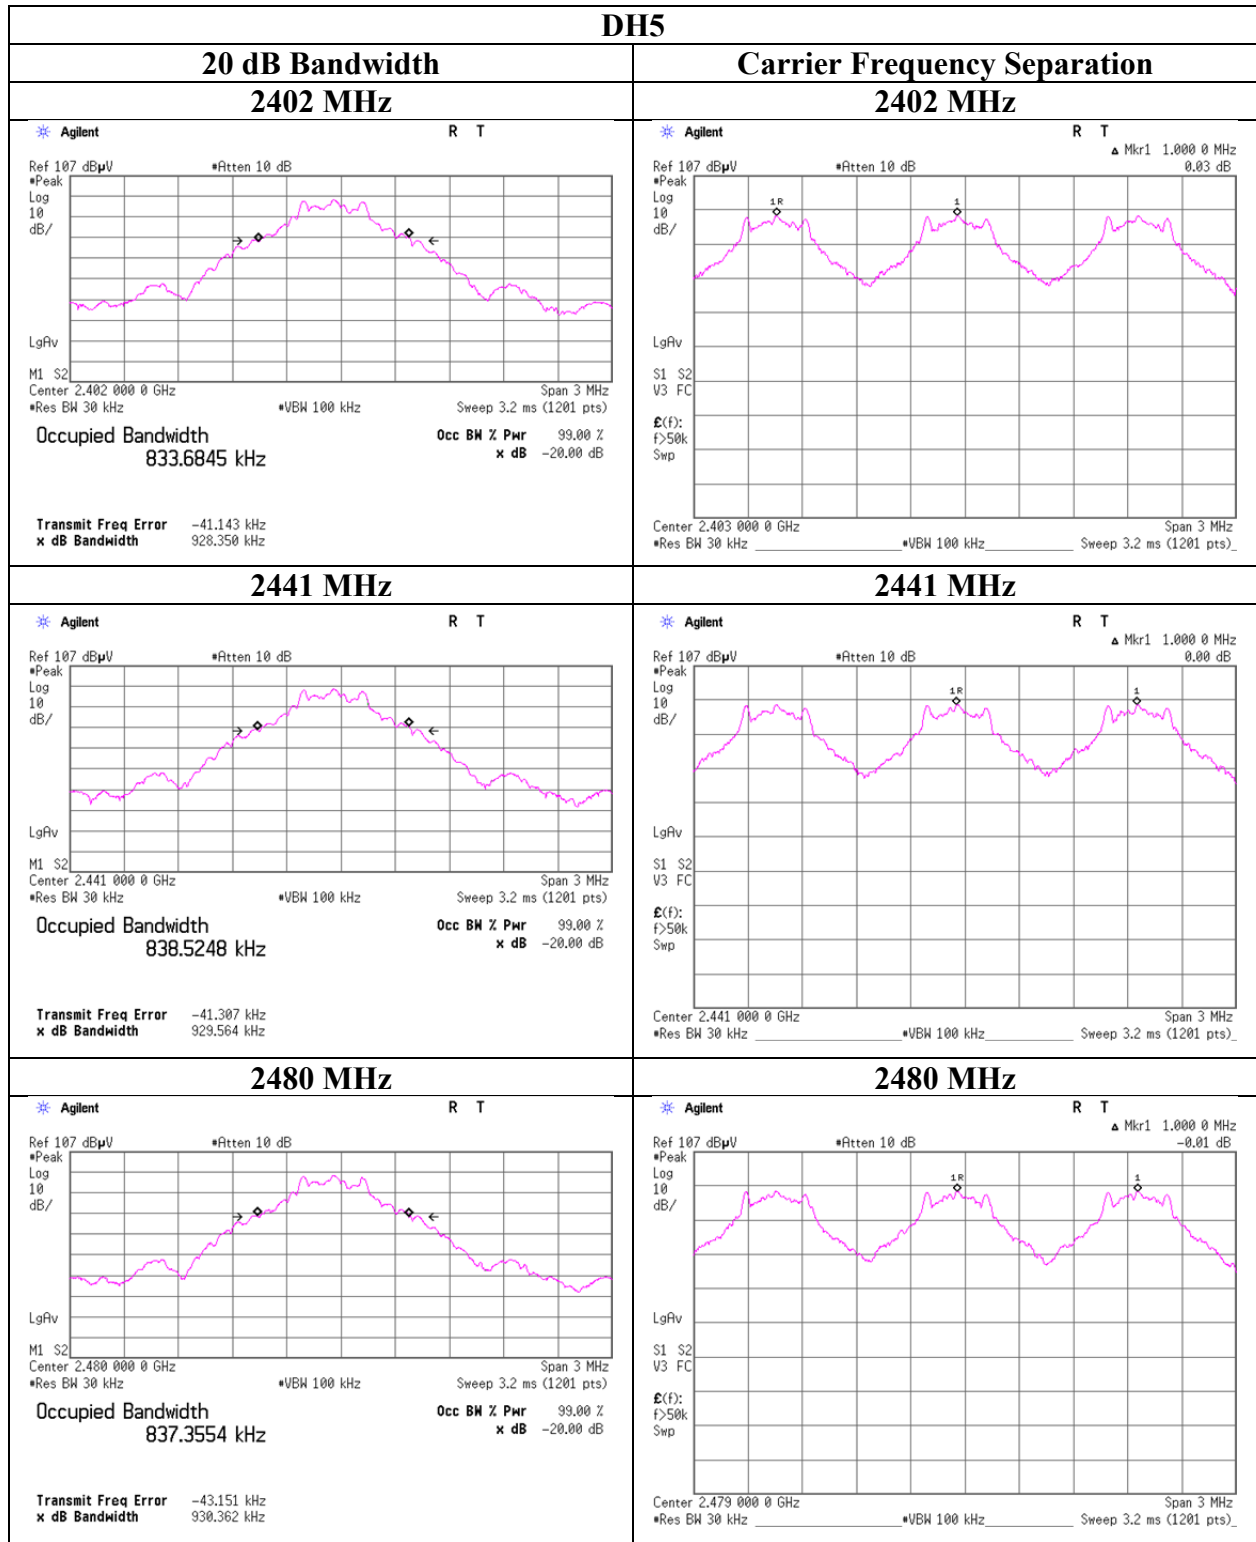 DH5
20 dB Bandwidth
Carrier Frequency Separation
2402 MHz
2402 MHz
Agilent
R T
Ref 107 dBµV
#Atten 10 dB
#Peak
Log
10
dB/
LgAv
M1 S2
Center 2.402 000 0 GHz
Span 3 MHz
#Res BW 30 kHz
#VBW 100 kHz
Sweep 3.2 ms (1201 pts)
Occupied Bandwidth
833.6845 kHz
Occ BW % Pwr 99.00 %
x dB -20.00 dB
Transmit Freq Error -41.143 kHz
x dB Bandwidth 928.350 kHz
Agilent
R T
Δ Mkr1 1.000 0 MHz
Ref 107 dBµV
#Atten 10 dB
0.03 dB
#Peak
Log
10
dB/
1R
1
LgAv
S1 S2
V3 FC
£(f):
f>50k
Swp
Center 2.403 000 0 GHz
Span 3 MHz
#Res BW 30 kHz
#VBW 100 kHz
Sweep 3.2 ms (1201 pts)
2441 MHz
2441 MHz
Agilent
R T
Ref 107 dBµV
#Atten 10 dB
#Peak
Log
10
dB/
LgAv
M1 S2
Center 2.441 000 0 GHz
Span 3 MHz
#Res BW 30 kHz
#VBW 100 kHz
Sweep 3.2 ms (1201 pts)
Occupied Bandwidth
838.5248 kHz
Occ BW % Pwr 99.00 %
x dB -20.00 dB
Transmit Freq Error -41.307 kHz
x dB Bandwidth 929.564 kHz
Agilent
R T
Δ Mkr1 1.000 0 MHz
Ref 107 dBµV
#Atten 10 dB
0.00 dB
#Peak
Log
10
dB/
1R
1
LgAv
S1 S2
V3 FC
£(f):
f>50k
Swp
Center 2.441 000 0 GHz
Span 3 MHz
#Res BW 30 kHz
#VBW 100 kHz
Sweep 3.2 ms (1201 pts)
2480 MHz
2480 MHz
Agilent
R T
Ref 107 dBµV
#Atten 10 dB
#Peak
Log
10
dB/
LgAv
M1 S2
Center 2.480 000 0 GHz
Span 3 MHz
#Res BW 30 kHz
#VBW 100 kHz
Sweep 3.2 ms (1201 pts)
Occupied Bandwidth
837.3554 kHz
Occ BW % Pwr 99.00 %
x dB -20.00 dB
Transmit Freq Error -43.151 kHz
x dB Bandwidth 930.362 kHz
Agilent
R T
Δ Mkr1 1.000 0 MHz
Ref 107 dBµV
#Atten 10 dB
-0.01 dB
#Peak
Log
10
dB/
1R
1
LgAv
S1 S2
V3 FC
£(f):
f>50k
Swp
Center 2.479 000 0 GHz
Span 3 MHz
#Res BW 30 kHz
#VBW 100 kHz
Sweep 3.2 ms (1201 pts)